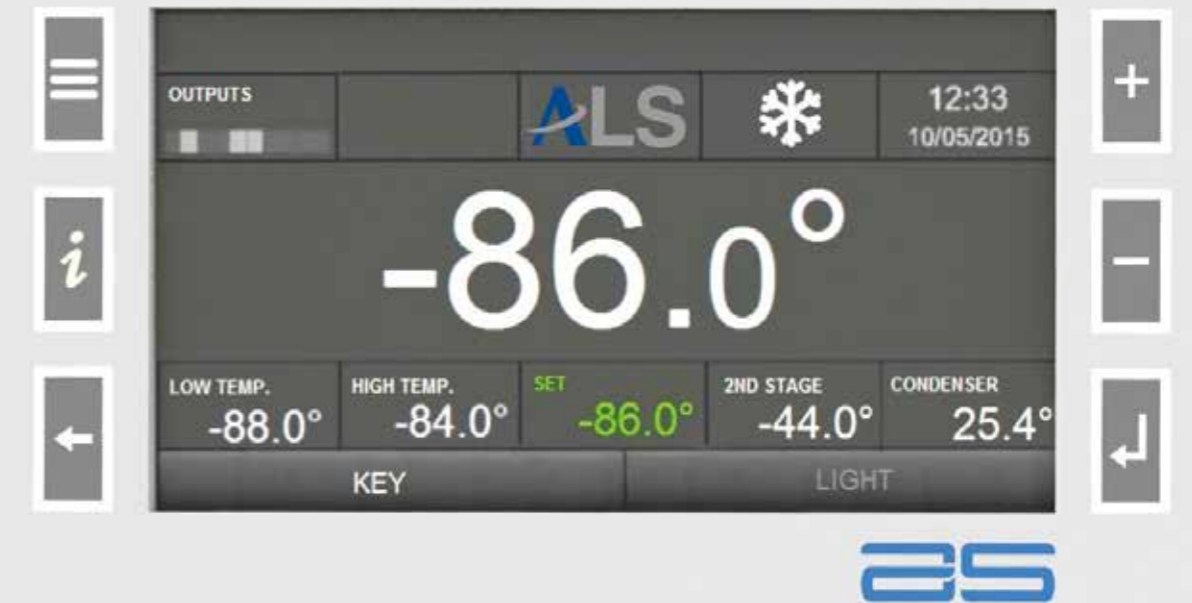 OUTPUTS
ALS
12:33
10/05/2015
-86.0°
LOW TEMP.
-88.0°
HIGH TEMP.
-84.0°
SET
-86.0°
2ND STAGE
-44.0°
CONDENSER
25.4°
KEY
LIGHT
as